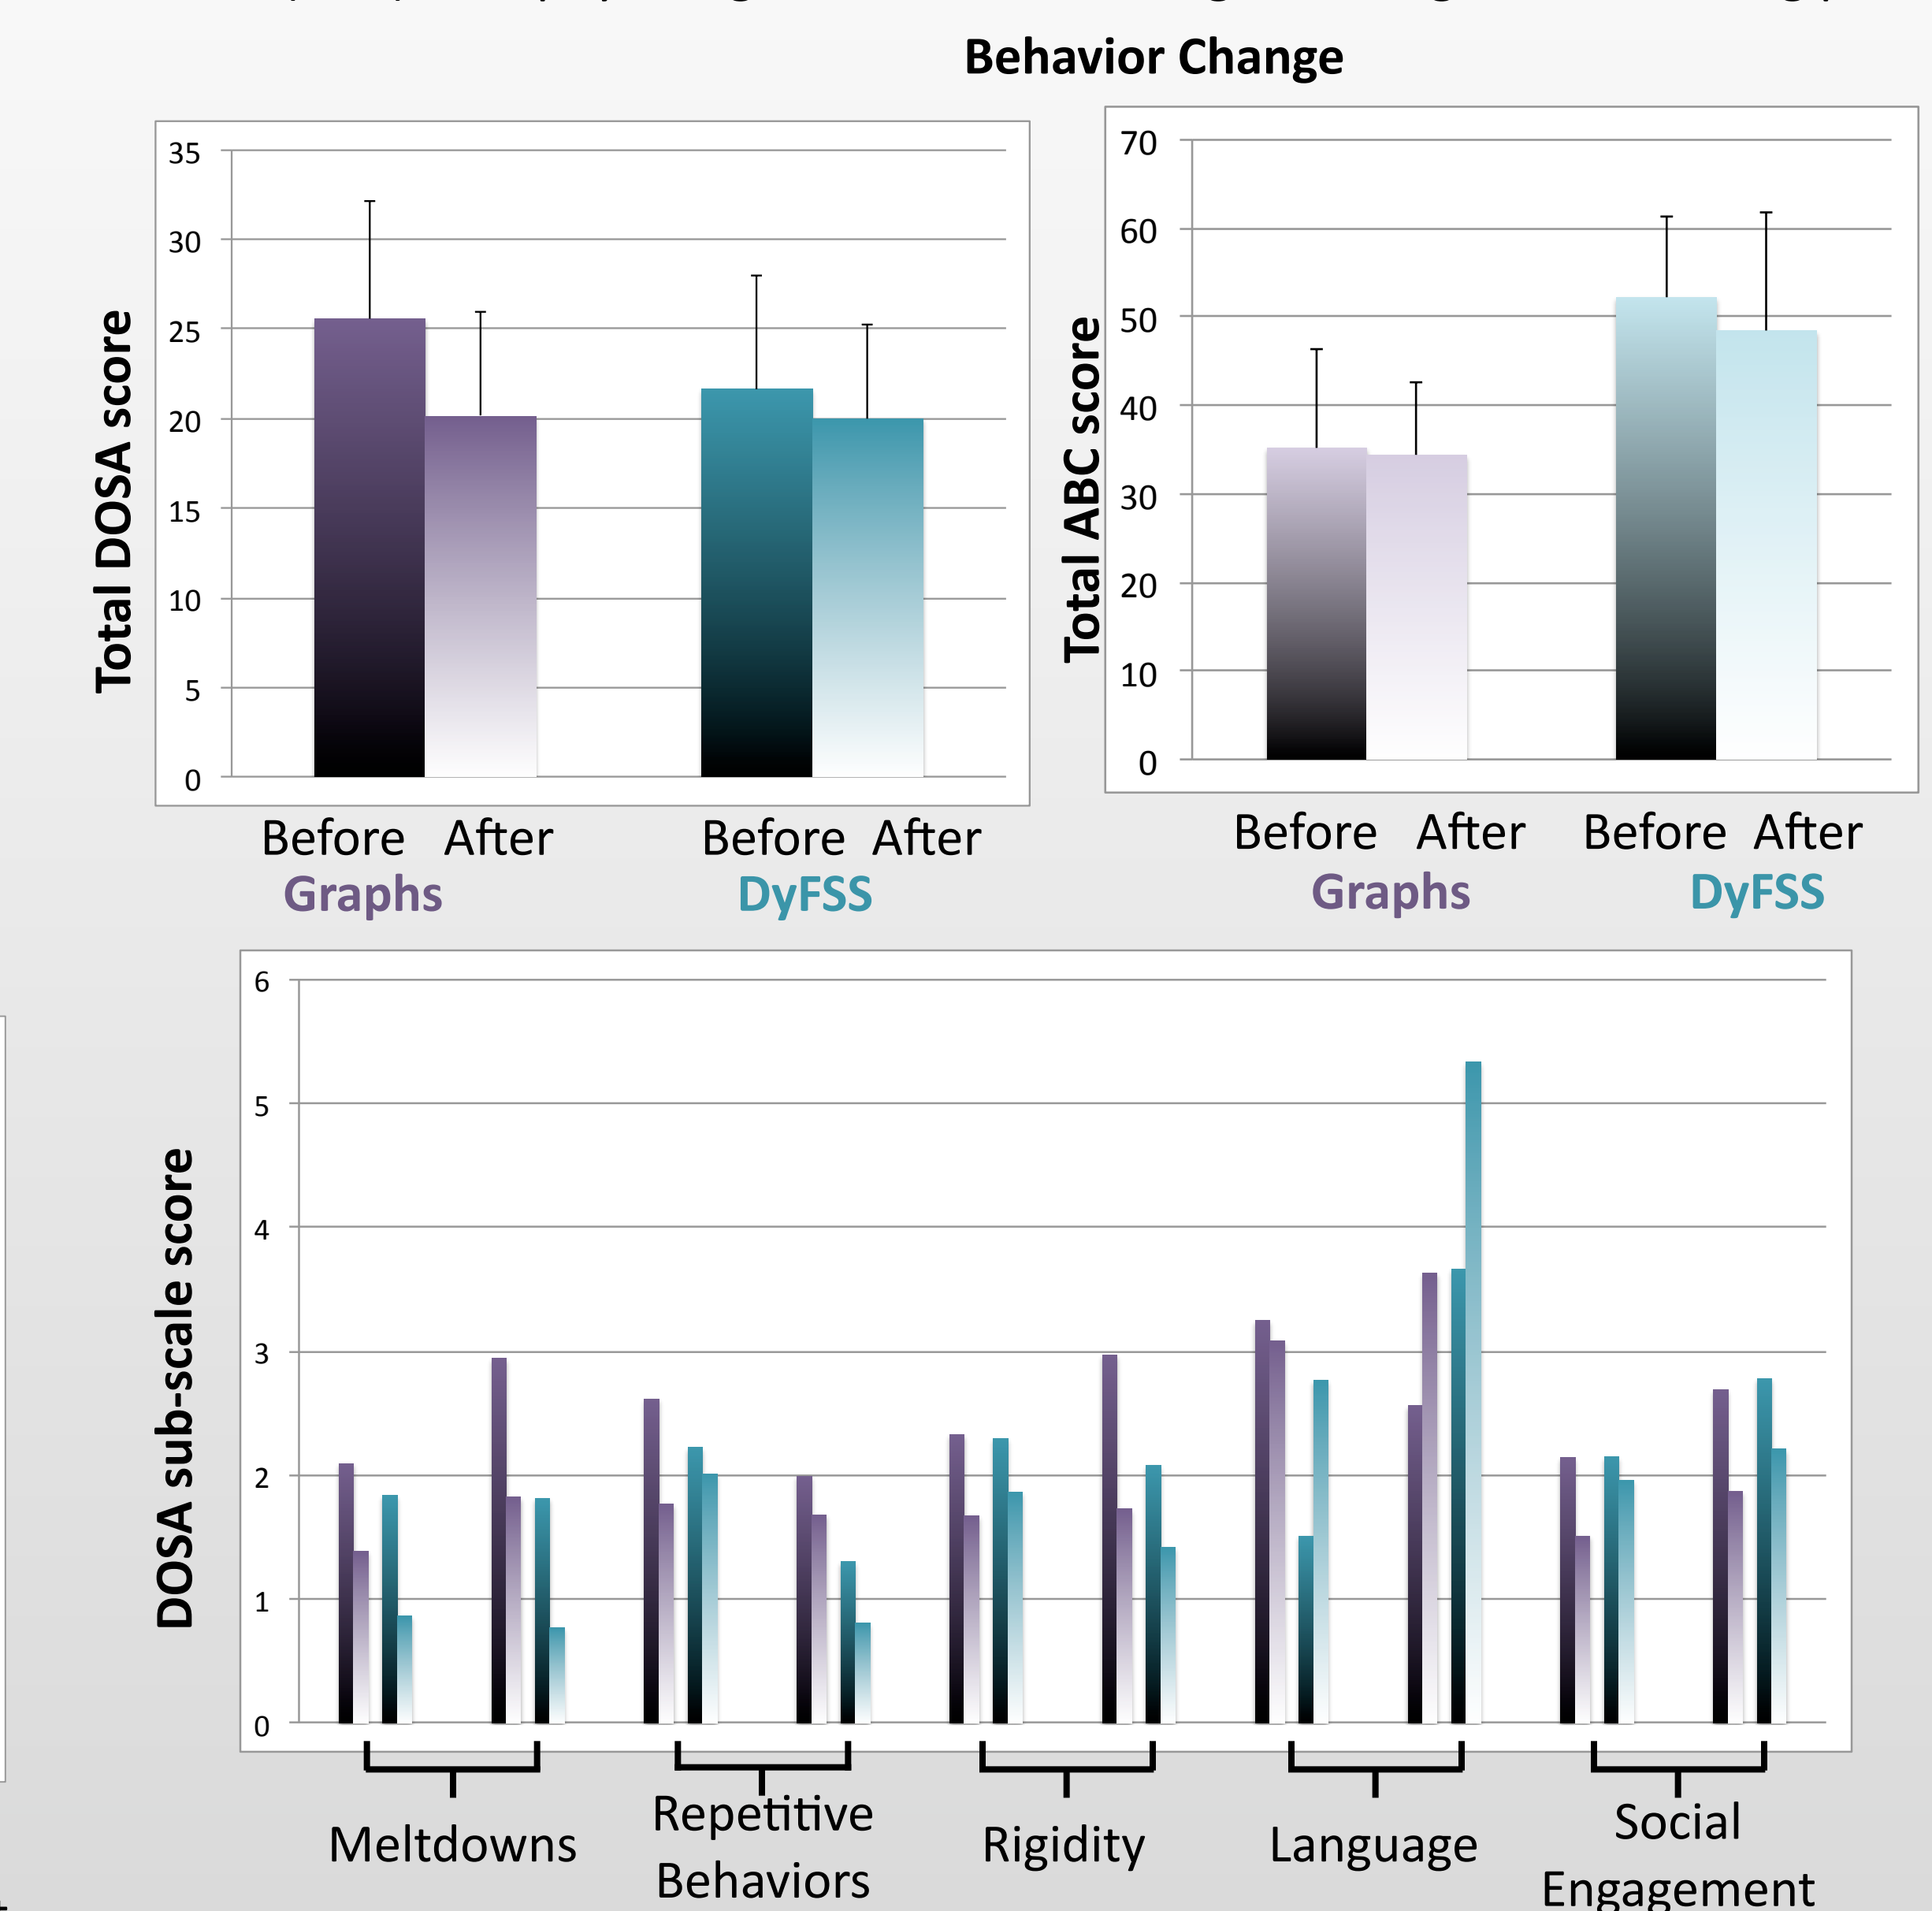 Behavior Change
Total DOSA score
35
30
25
20
15
10
5
0
Before After Before After
Graphs DyFSS
Total ABC score
70
60
50
40
30
20
10
0
Before After Before After
Graphs DyFSS
DOSA sub-scale score
6
5
4
3
2
1
0
Meltdowns
Repetitive
Behaviors
Rigidity
Language
Social
Engagement